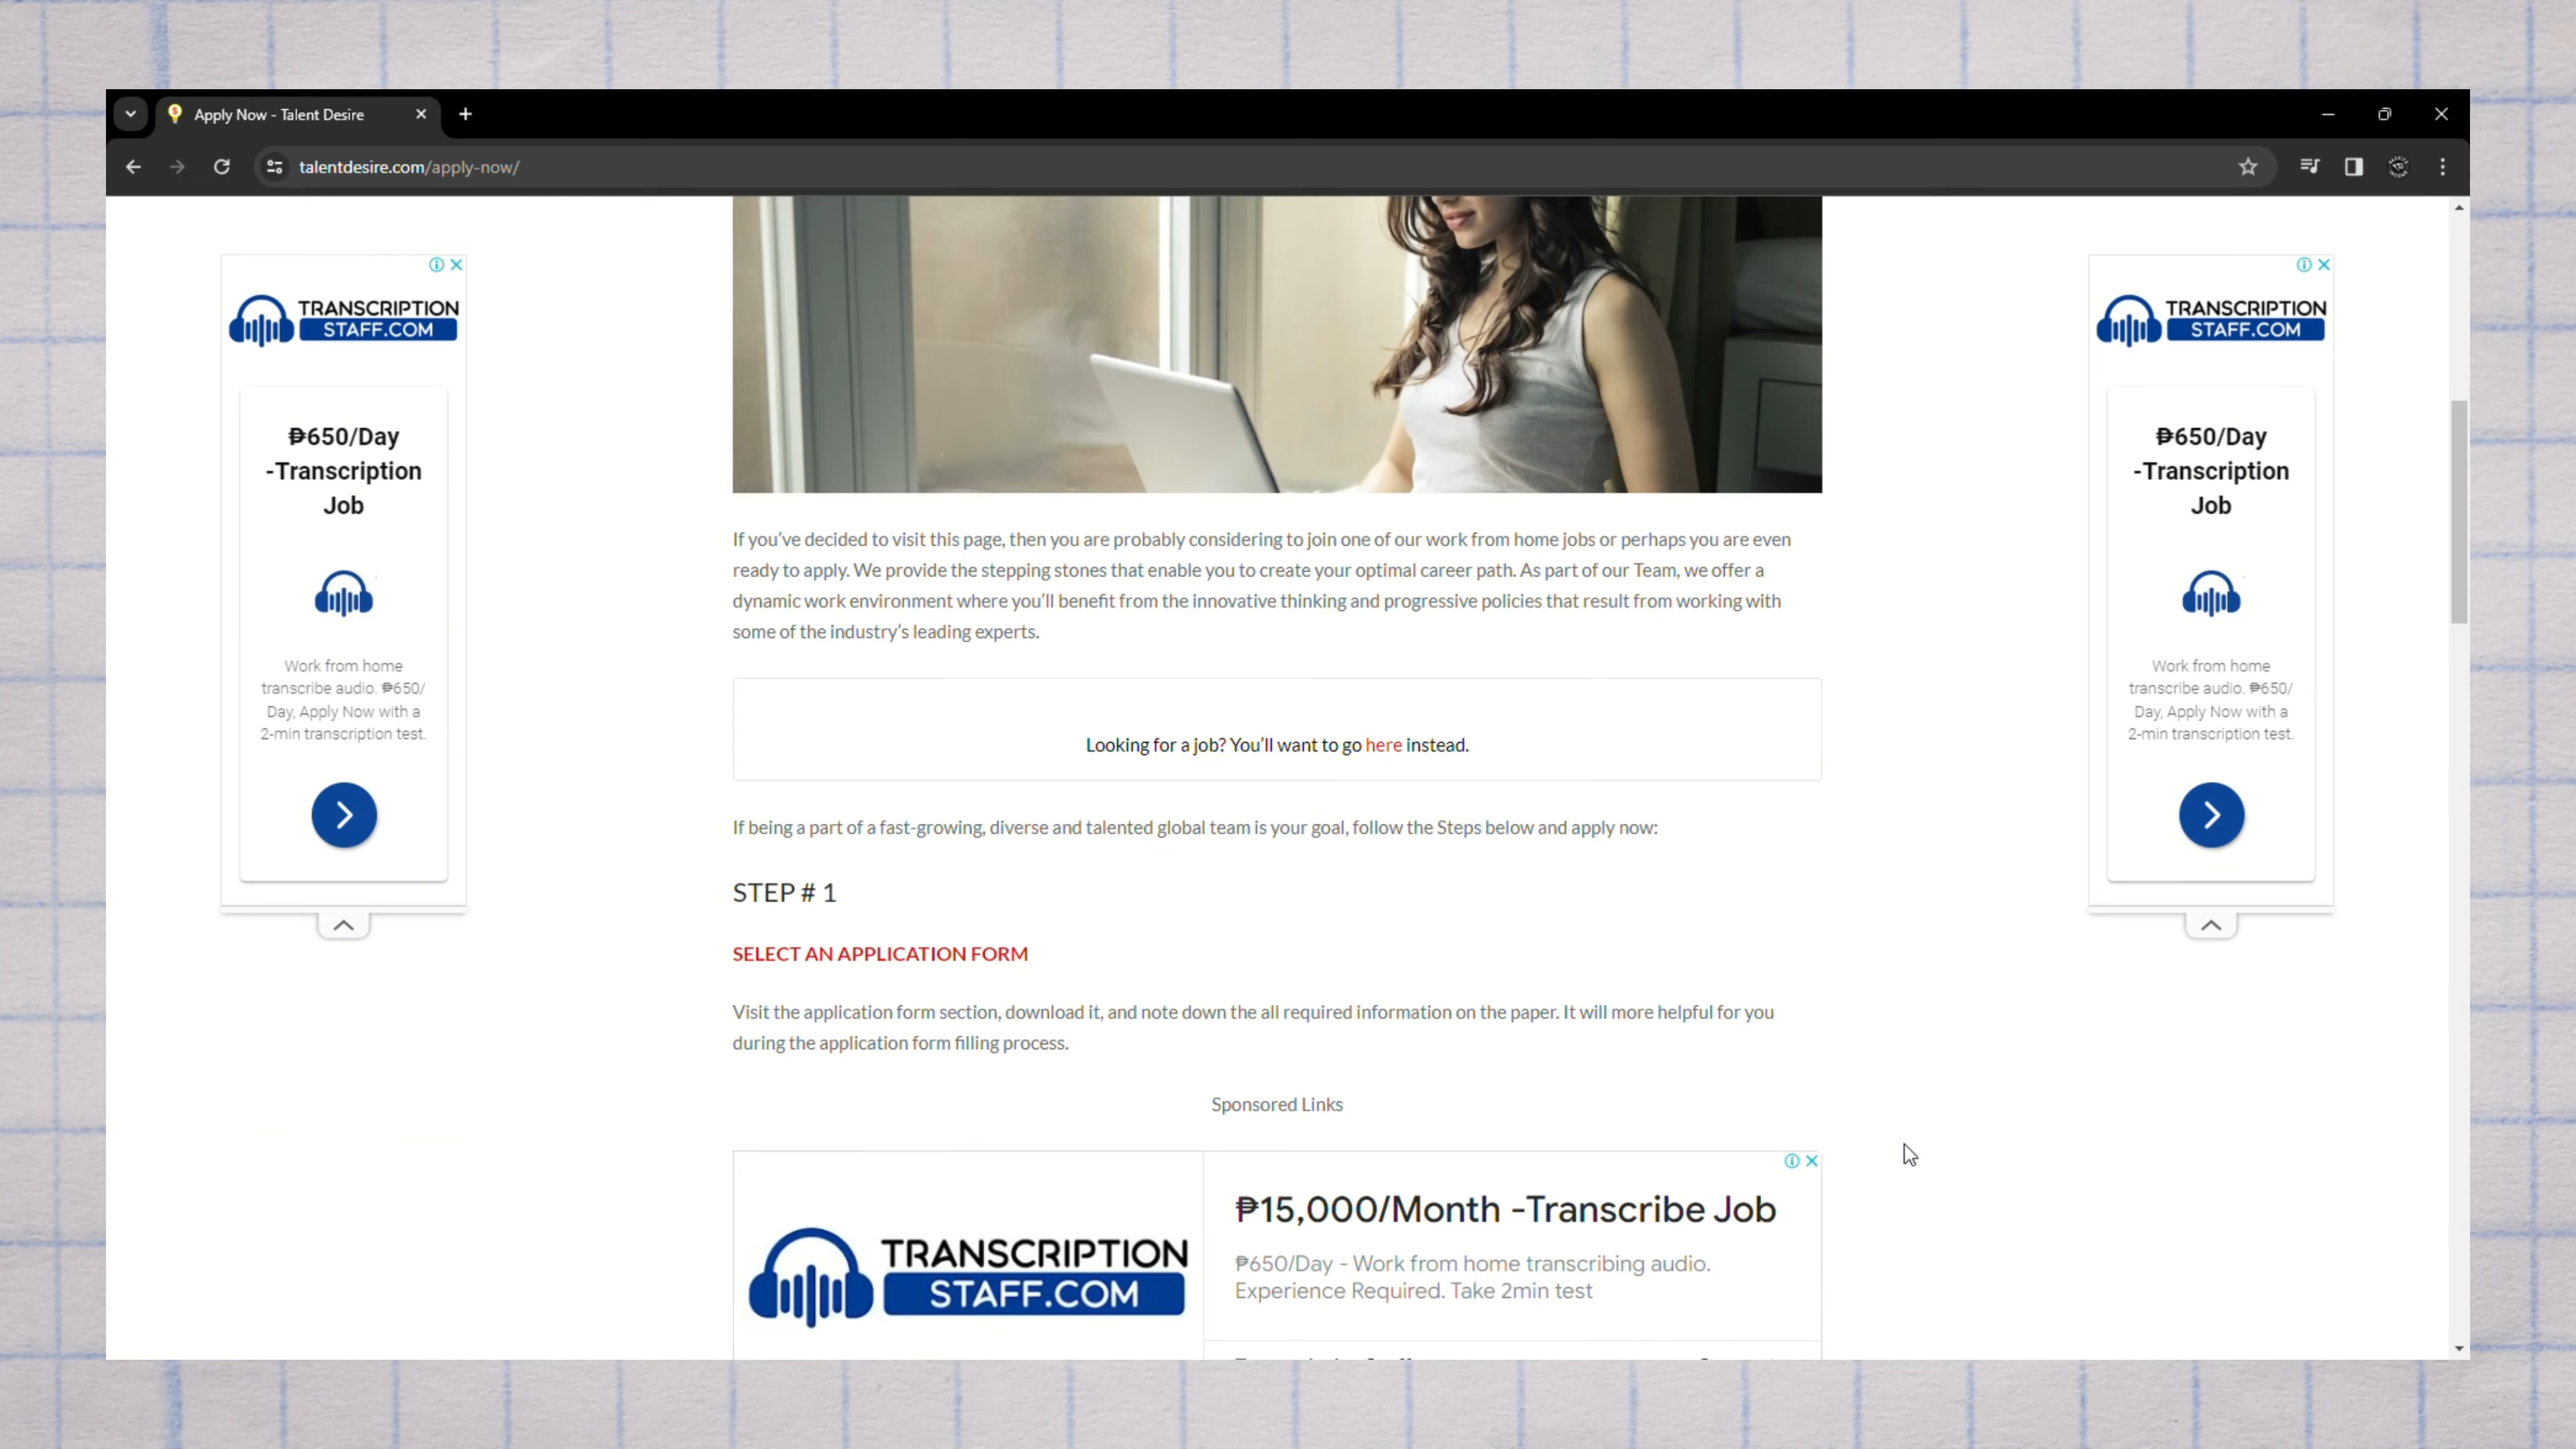 Apply Now - Talent Desire
talentdesire.com/apply-now/
TRANSCRIPTION
STAFF.COM
₱650/Day
-Transcription
Job
Work from home
transcribe audio. ₱650/
Day, Apply Now with a
2-min transcription test.
If you've decided to visit this page, then you are probably considering to join one of our work from home jobs or perhaps you are even
ready to apply. We provide the stepping stones that enable you to create your optimal career path. As part of our Team, we offer a
dynamic work environment where you'll benefit from the innovative thinking and progressive policies that result from working with
some of the industry's leading experts.
Looking for a job? You'll want to go here instead.
If being a part of a fast-growing, diverse and talented global team is your goal, follow the Steps below and apply now:
STEP # 1
SELECT AN APPLICATION FORM
Visit the application form section, download it, and note down the all required information on the paper. It will more helpful for you
during the application form filling process.
Sponsored Links
TRANSCRIPTION
STAFF.COM
₱15,000/Month -Transcribe Job
₱650/Day - Work from home transcribing audio.
Experience Required. Take 2min test
TRANSCRIPTION
STAFF.COM
₱650/Day
-Transcription
Job
Work from home
transcribe audio. ₱650/
Day, Apply Now with a
2-min transcription test.